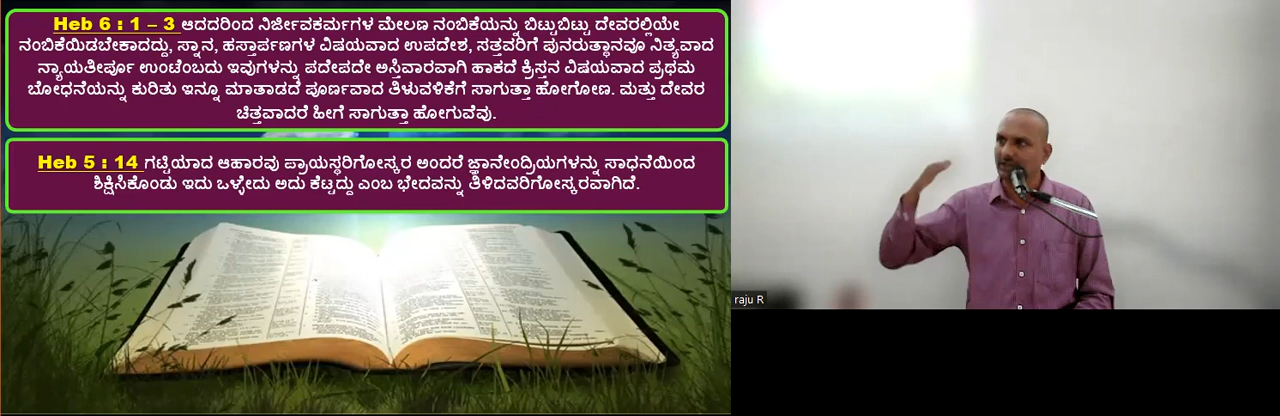 Heb 6 : 1 – 3 ಆದದರಿಂದ ನಿರ್ಜೀವಕರ್ಮಗಳ ಮೇಲಣ ನಂಬಿಕೆಯನ್ನು ಬಿಟ್ಟುಬಿಟ್ಟು ದೇವರಲ್ಲಿಯೇ
ನಂಬಿಕೆಯಿಡಬೇಕಾದದ್ದು, ಸ್ನಾನ, ಹಸ್ತಾರ್ಪಣಗಳ ವಿಷಯವಾದ ಉಪದೇಶ, ಸತ್ತವರಿಗೆ ಪುನರುತ್ಥಾನವೂ ನಿತ್ಯವಾದ
ನ್ಯಾಯತೀರ್ಪೂ ಉಂಟೆಂಬದು ಇವುಗಳನ್ನು ಪದೇಪದೇ ಅಸ್ತಿವಾರವಾಗಿ ಹಾಕದೆ ಕ್ರಿಸ್ತನ ವಿಷಯವಾದ ಪ್ರಥಮ
ಬೋಧನೆಯನ್ನು ಕುರಿತು ಇನ್ನೂ ಮಾತಾಡದೆ ಪೂರ್ಣವಾದ ತಿಳುವಳಿಕೆಗೆ ಸಾಗುತ್ತಾ ಹೋಗೋಣ. ಮತ್ತು ದೇವರ
ಚಿತ್ತವಾದರೆ ಹೀಗೆ ಸಾಗುತ್ತಾ ಹೋಗುವೆವು.
Heb 5 : 14 ಗಟ್ಟಿಯಾದ ಆಹಾರವು ಪ್ರಾಯಸ್ಥರಿಗೋಸ್ಕರ ಅಂದರೆ ಜ್ಞಾನೇಂದ್ರಿಯಗಳನ್ನು ಸಾಧನೆಯಿಂದ
ಶಿಕ್ಷಿಸಿಕೊಂಡು ಇದು ಒಳ್ಳೇದು ಅದು ಕೆಟ್ಟದ್ದು ಎಂಬ ಭೇದವನ್ನು ತಿಳಿದವರಿಗೋಸ್ಕರವಾಗಿದೆ.
raju R